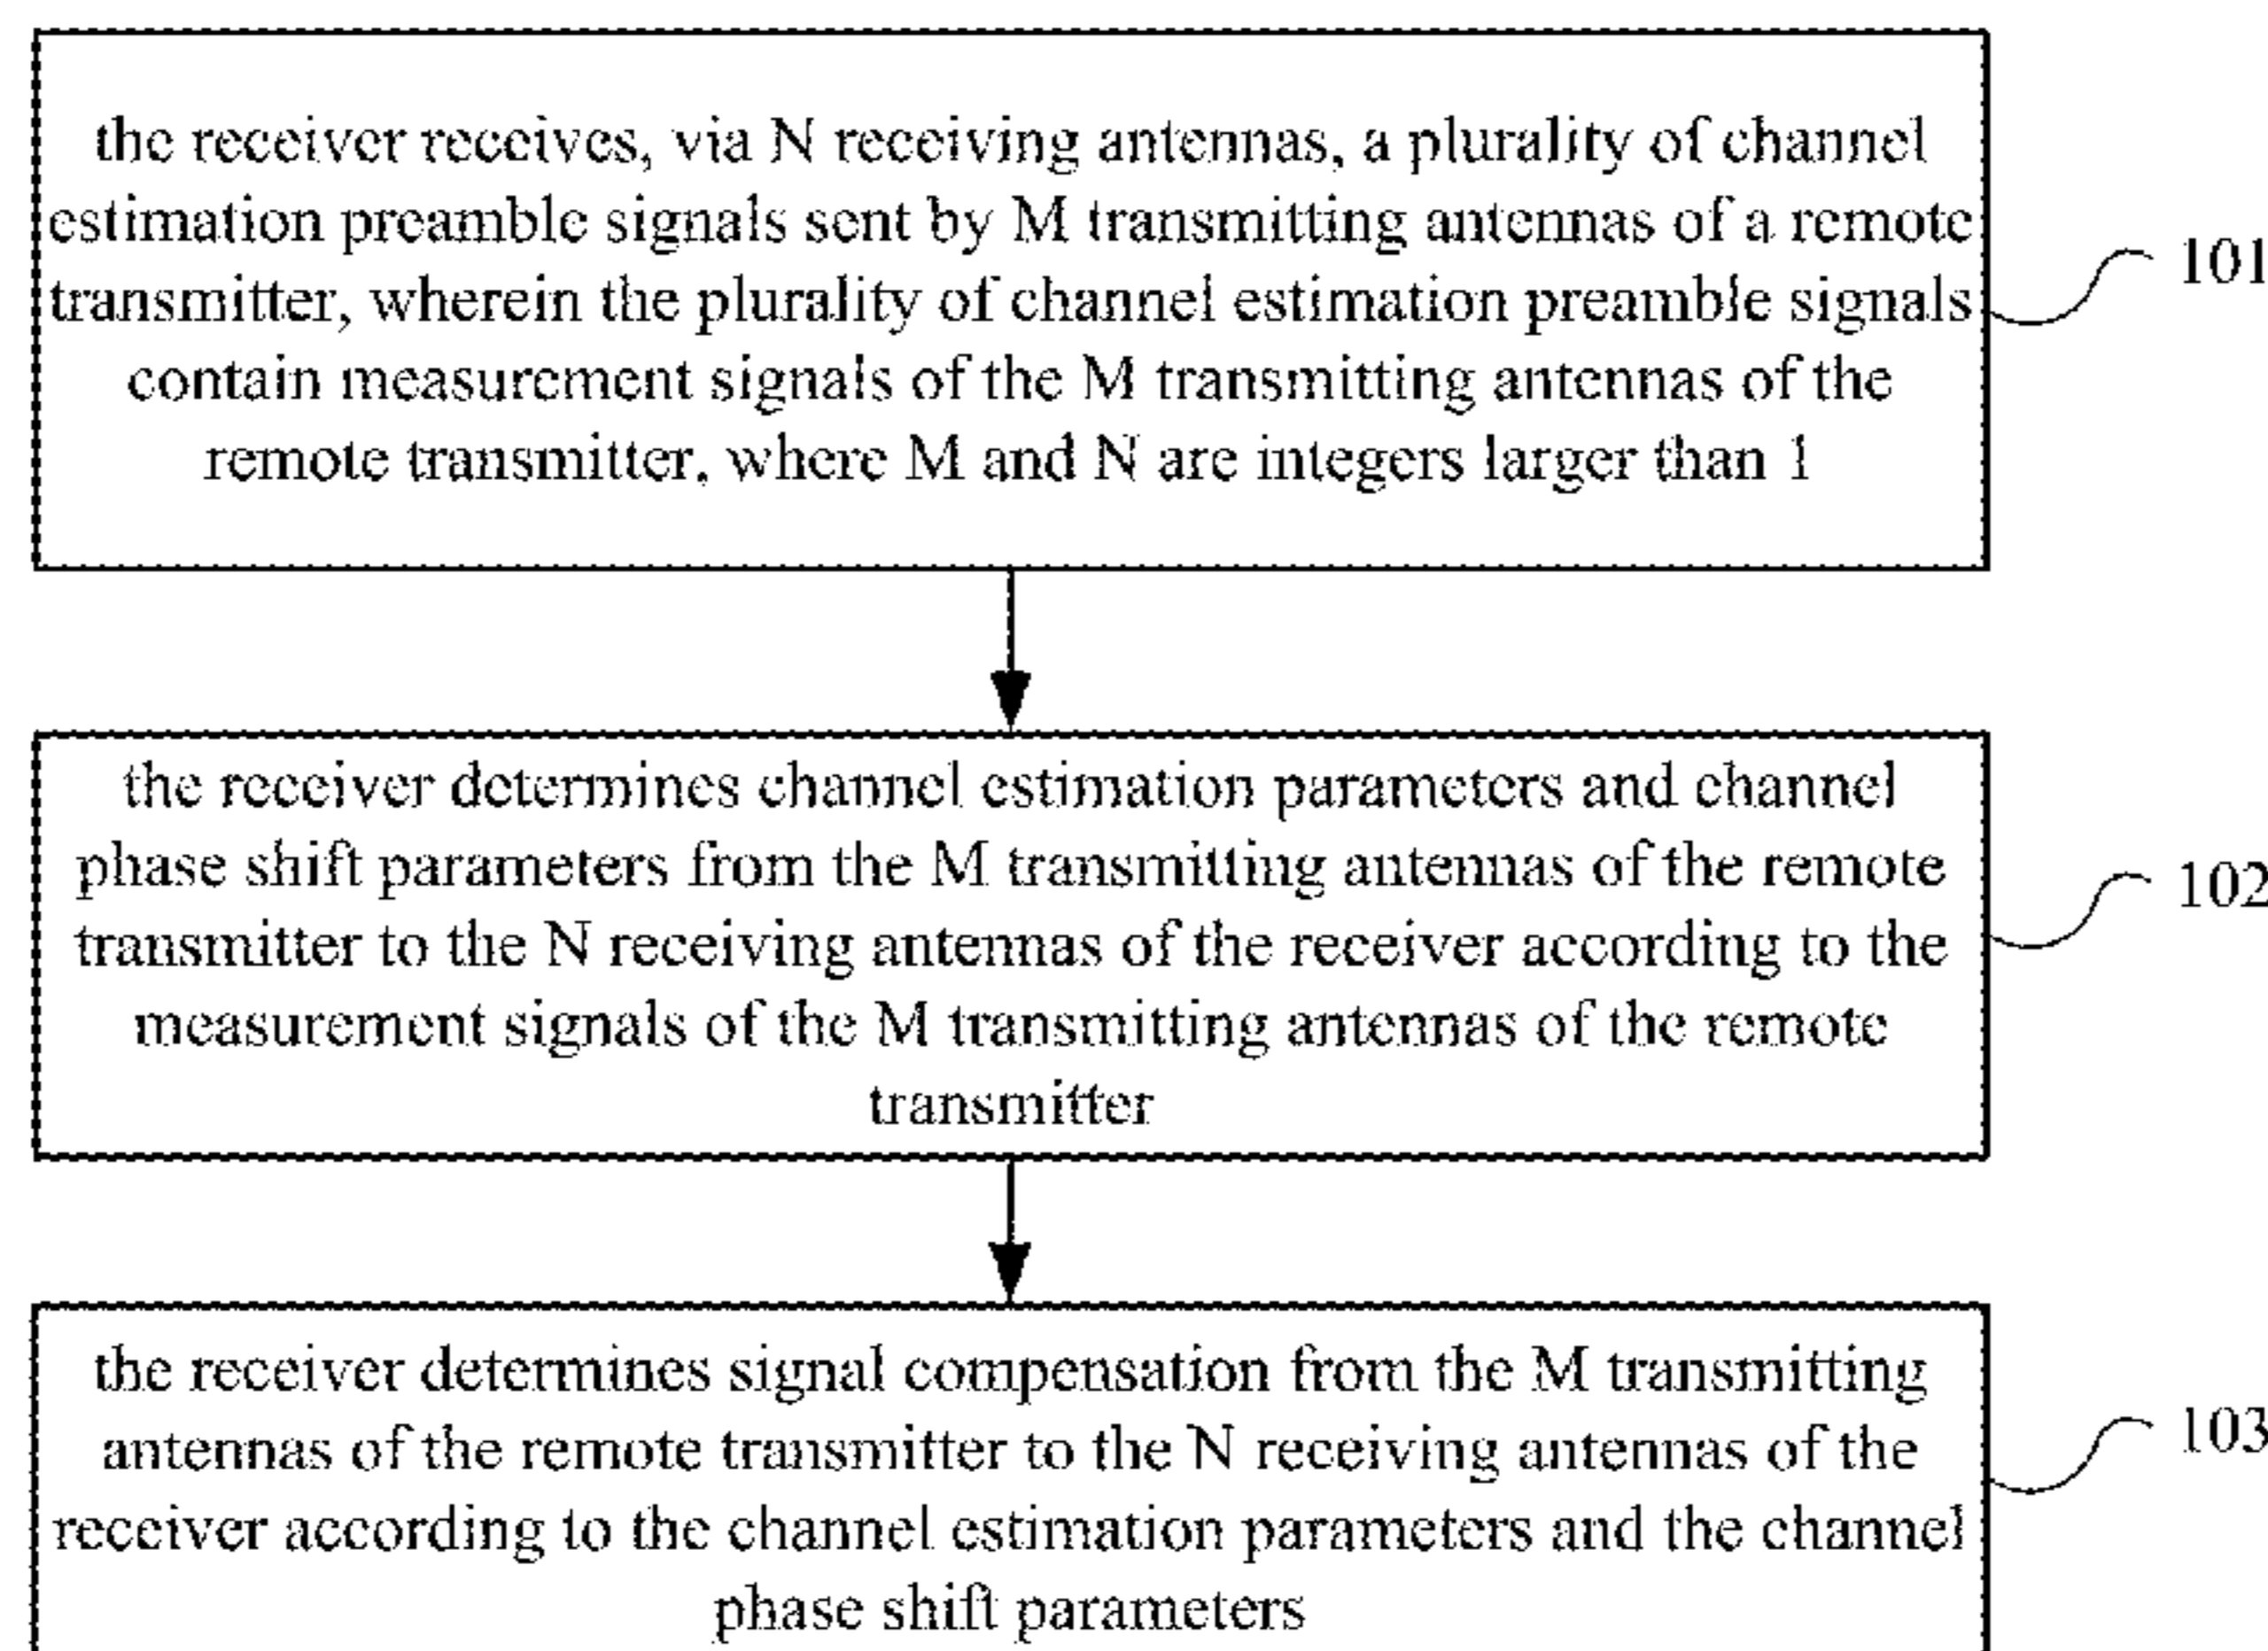 the receiver receives, via N receiving antennas, a plurality of channel
estimation preamble signals sent by M transmitting antennas of a remote
transmitter, wherein the plurality of channel estimation preamble signals
contain measurement signals of the M transmitting antennas of the
remote transmitter, where M and N are integers larger than 1
101
the receiver determines channel estimation parameters and channel
phase shift parameters from the M transmitting antennas of the remote
transmitter to the N receiving antennas of the receiver according to the
measurement signals of the M transmitting antennas of the remote
transmitter
102
the receiver determines signal compensation from the M transmitting
antennas of the remote transmitter to the N receiving antennas of the
receiver according to the channel estimation parameters and the channel
phase shift parameters
103